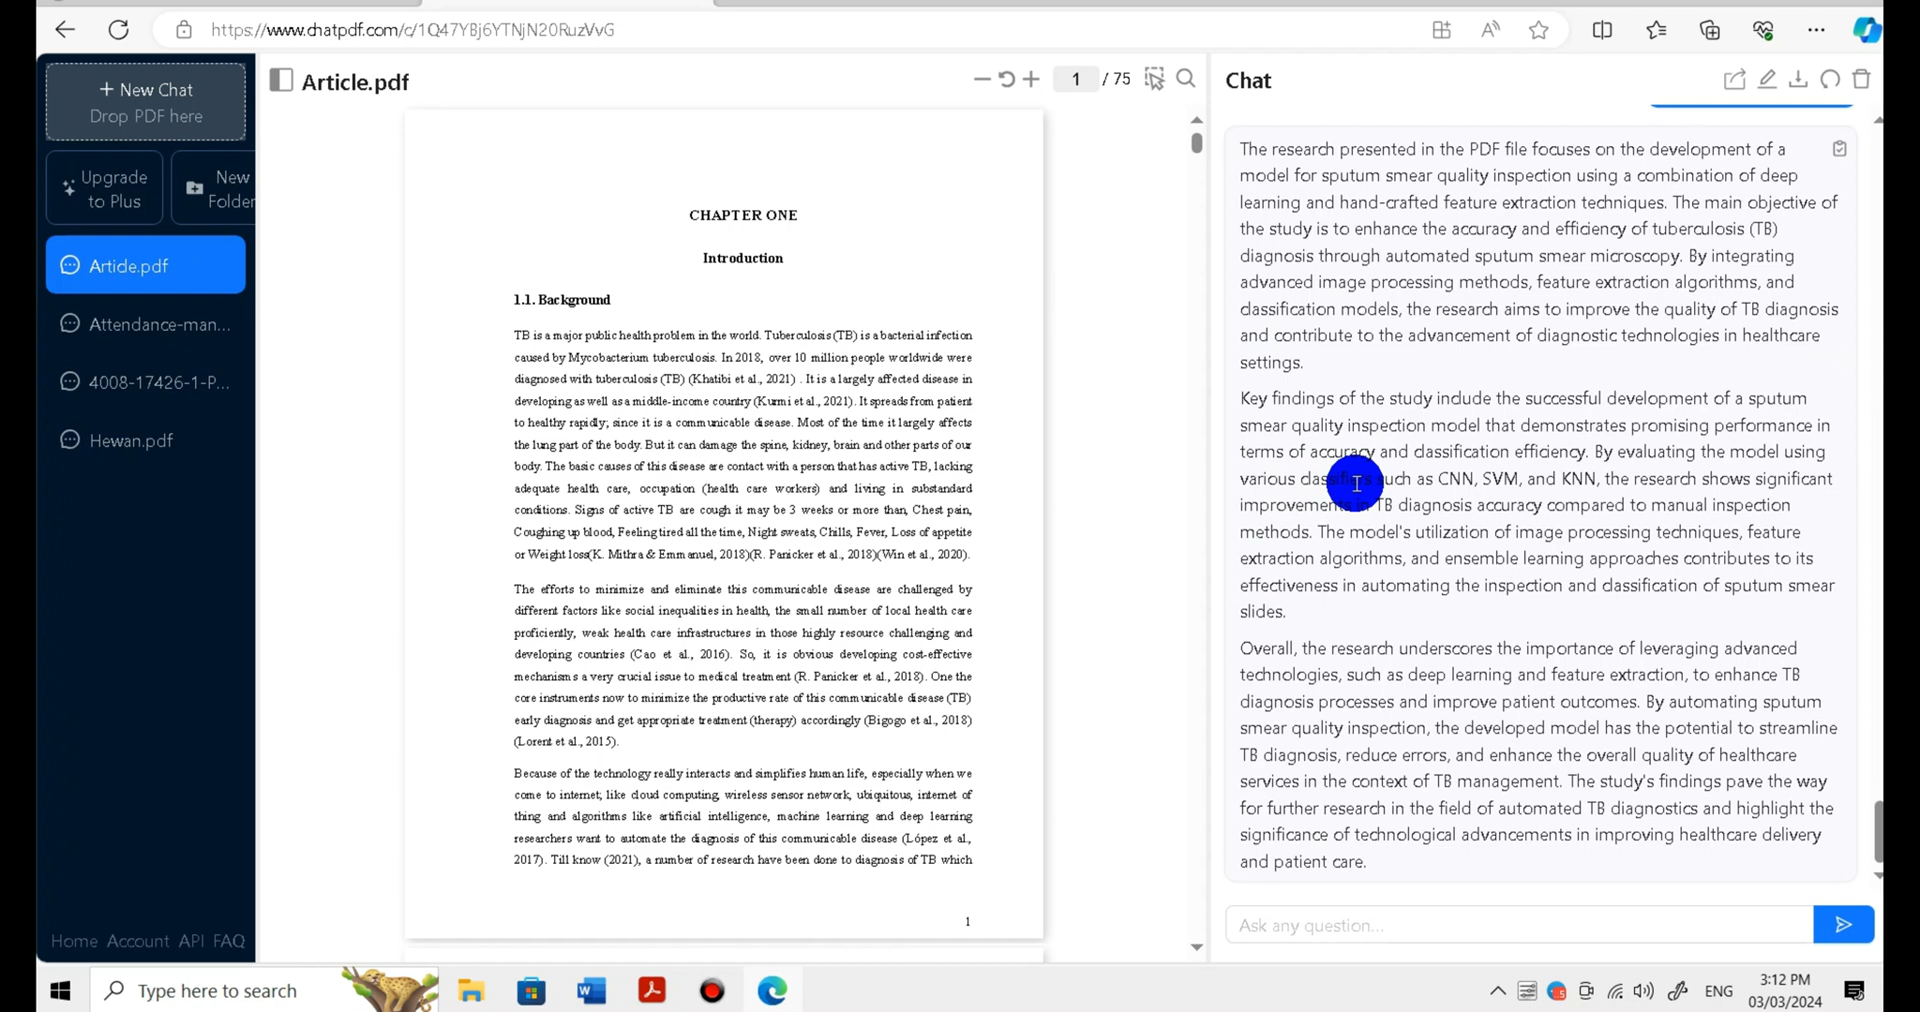 https://www.chatpdf.com/c/1Q47YBj6YTNjN20RuzVvG
+ New Chat
Drop PDF here
Upgrade
to Plus
New
Folder
Article.pdf
Attendance-man...
4008-17426-1-P...
Hewan.pdf
Home Account API FAQ
Article.pdf
1 / 75
CHAPTER ONE
Introduction
1.1. Background
TB is a major public health problem in the world. Tuberculosis (TB) is a bacterial infection
caused by Mycobacterium tuberculosis. In 2018, over 10 million people worldwide were
diagnosed with tuberculosis (TB) (Khatibi et al., 2021) . It is a largely affected disease in
developing as well as a middle-income country (Kurmi et al., 2021). It spreads from patient
to healthy rapidly; since it is a communicable disease. Most of the time it largely affects
the lung part of the body. But it can damage the spine, kidney, brain and other parts of our
body. The basic causes of this disease are contact with a person that has active TB, lacking
adequate health care, occupation (health care workers) and living in substandard
conditions. Signs of active TB are cough it may be 3 weeks or more than, Chest pain,
Coughing up blood, Feeling tired all the time, Night sweats, Chills, Fever, Loss of appetite
or Weight loss(K. Mithra & Emmanuel, 2018)(R. Panicker et al., 2018)(Win et al., 2020).
The efforts to minimize and eliminate this communicable disease are challenged by
different factors like social inequalities in health, the small number of local health care
proficiently, weak health care infrastructures in those highly resource challenging and
developing countries (Cao et al., 2016). So, it is obvious developing cost-effective
mechanisms a very crucial issue to medical treatment (R. Panicker et al., 2018). One the
core instruments now to minimize the productive rate of this communicable disease (TB)
early diagnosis and get appropriate treatment (therapy) accordingly (Bigogo et al., 2018)
(Lorent et al., 2015).
Because of the technology really interacts and simplifies human life, especially when we
come to internet; like cloud computing, wireless sensor network, ubiquitous, internet of
thing and algorithms like artificial intelligence, machine learning and deep learning
researchers want to automate the diagnosis of this communicable disease (López et al.,
2017). Till know (2021), a number of research have been done to diagnosis of TB which
1
Chat
The research presented in the PDF file focuses on the development of a
model for sputum smear quality inspection using a combination of deep
learning and hand-crafted feature extraction techniques. The main objective of
the study is to enhance the accuracy and efficiency of tuberculosis (TB)
diagnosis through automated sputum smear microscopy. By integrating
advanced image processing methods, feature extraction algorithms, and
classification models, the research aims to improve the quality of TB diagnosis
and contribute to the advancement of diagnostic technologies in healthcare
settings.
Key findings of the study include the successful development of a sputum
smear quality inspection model that demonstrates promising performance in
terms of accuracy and classification efficiency. By evaluating the model using
various classifiers such as CNN, SVM, and KNN, the research shows significant
improvements in TB diagnosis accuracy compared to manual inspection
methods. The model's utilization of image processing techniques, feature
extraction algorithms, and ensemble learning approaches contributes to its
effectiveness in automating the inspection and classification of sputum smear
slides.
Overall, the research underscores the importance of leveraging advanced
technologies, such as deep learning and feature extraction, to enhance TB
diagnosis processes and improve patient outcomes. By automating sputum
smear quality inspection, the developed model has the potential to streamline
TB diagnosis, reduce errors, and enhance the overall quality of healthcare
services in the context of TB management. The study's findings pave the way
for further research in the field of automated TB diagnostics and highlight the
significance of technological advancements in improving healthcare delivery
and patient care.
Ask any question...
Type here to search
ENG
3:12 PM
03/03/2024